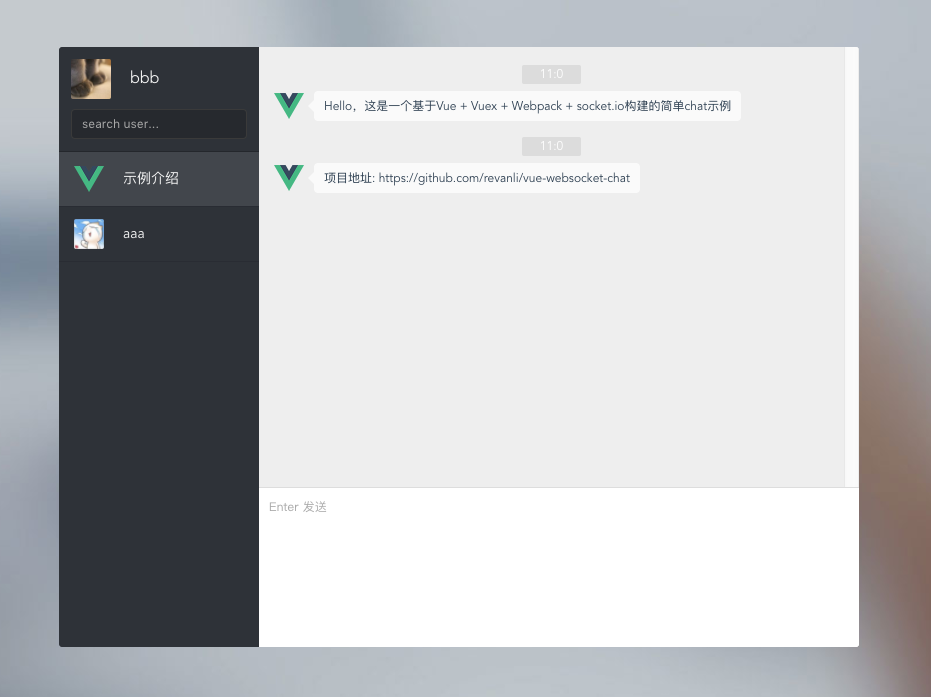 bbb
search user...
示例介绍
aaa
11:0
Hello，这是一个基于Vue + Vuex + Webpack + socket.io构建的简单chat示例
11:0
项目地址: https://github.com/revanli/vue-websocket-chat
Enter 发送